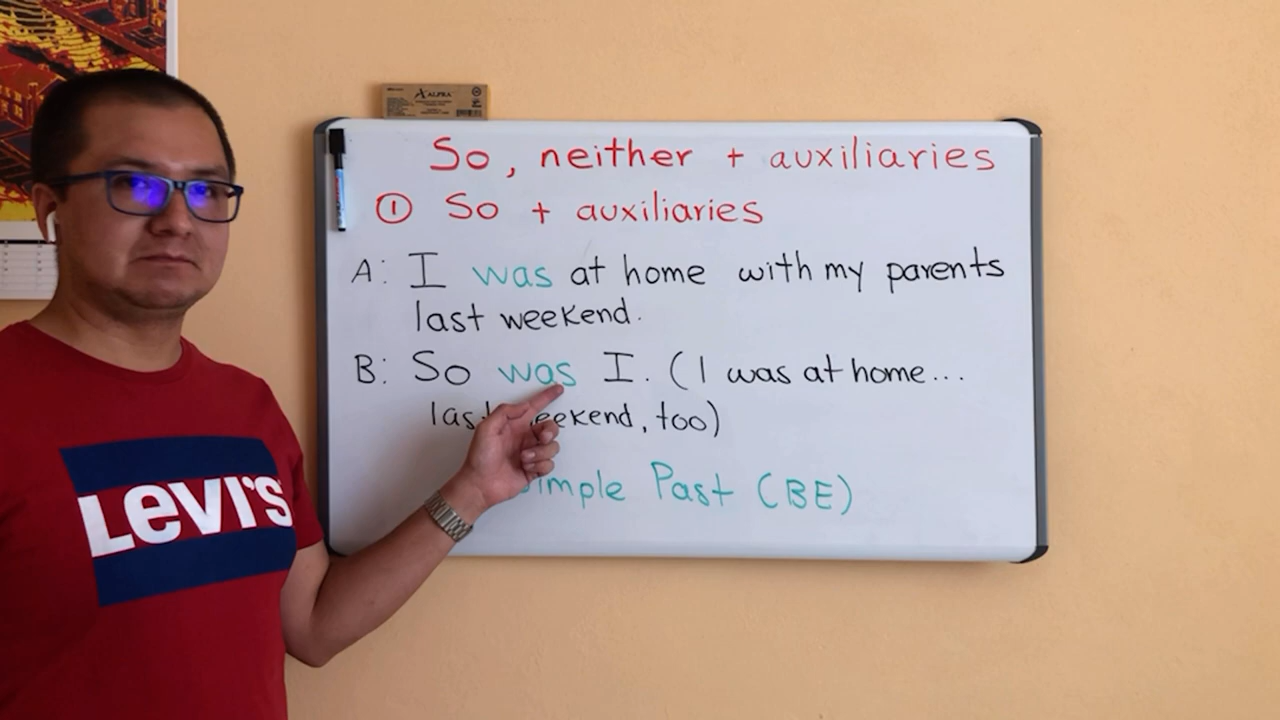 ALPRA
So, neither + auxiliaries
① So + auxiliaries
A: I was at home with my parents
last weekend.
B: So was I. (I was at home...
last weekend, too)
Simple Past (BE)
LEVI'S